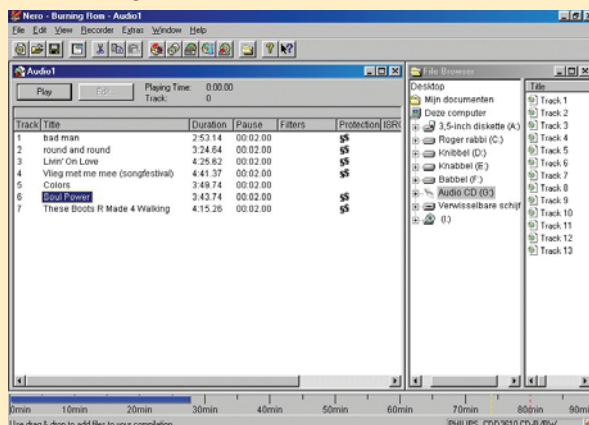 Nero - Burning Rom - Audio1
File Edit View Recorder Extras Window Help
Audio1
Play Edit... Playing Time: 0:00.00
Track: 0
Track Title Duration Pause Filters Protection ISRC
1 bad man 2:53.14 00:02.00 §§
2 round and round 3:24.64 00:02.00 §§
3 Livin' On Love 4:25.62 00:02.00 §§
4 Vlieg met me mee (songfestival) 4:41.37 00:02.00 §§
5 Colors 3:49.74 00:02.00
6 Soul Power 3:43.74 00:02.00 §§
7 These Boots R Made 4 Walking 4:15.26 00:02.00 §§
File Browser
Desktop
Mijn documenten
Deze computer
3,5-inch diskette (A:)
Roger rabbi (C:)
Knibbel (D:)
Knabbel (E:)
Babbel (F:)
Audio CD (G:)
Verwisselbare schijf
(I:)
Title
Track 1
Track 2
Track 3
Track 4
Track 5
Track 6
Track 7
Track 8
Track 9
Track 10
Track 11
Track 12
Track 13
0min 10min 20min 30min 40min 50min 60min 70min 80min 90mi
Use drag & drop to add files to your compilation. PHILIPS CDD3610 CD-R/RW